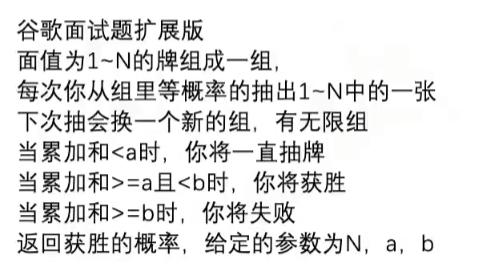 谷歌面试题扩展版
面值为1~N的牌组成一组，
每次你从组里等概率的抽出1~N中的一张
下次抽会换一个新的组，有无限组
当累加和<a时，你将一直抽牌
当累加和>=a且<b时，你将获胜
当累加和>=b时，你将失败
返回获胜的概率，给定的参数为N，a，b